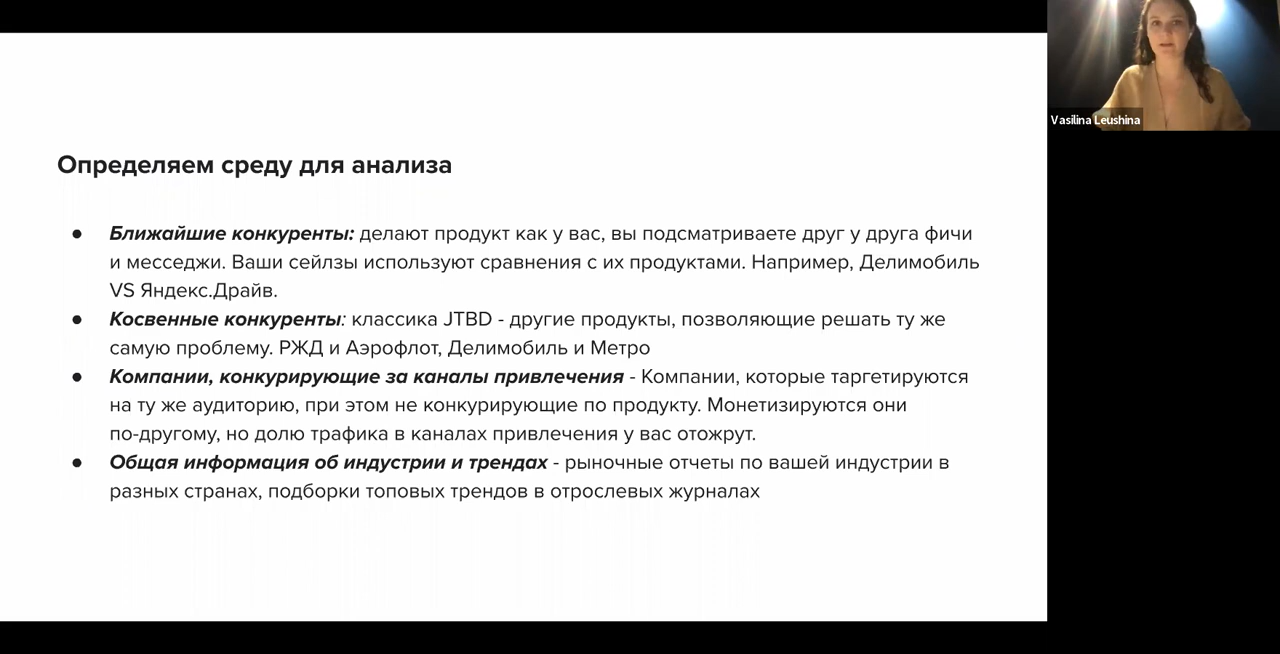 Определяем среду для анализа
● Ближайшие конкуренты: делают продукт как у вас, вы подсматриваете друг у друга фичи
и месседжи. Ваши сейлзы используют сравнения с их продуктами. Например, Делимобиль
VS Яндекс.Драйв.
● Косвенные конкуренты: классика JTBD - другие продукты, позволяющие решать ту же
самую проблему. РЖД и Аэрофлот, Делимобиль и Метро
● Компании, конкурирующие за каналы привлечения - Компании, которые таргетируются
на ту же аудиторию, при этом не конкурирующие по продукту. Монетизируются они
по-другому, но долю трафика в каналах привлечения у вас отожрут.
● Общая информация об индустрии и трендах - рыночные отчеты по вашей индустрии в
разных странах, подборки топовых трендов в отрослевых журналах
Vasilina Leushina